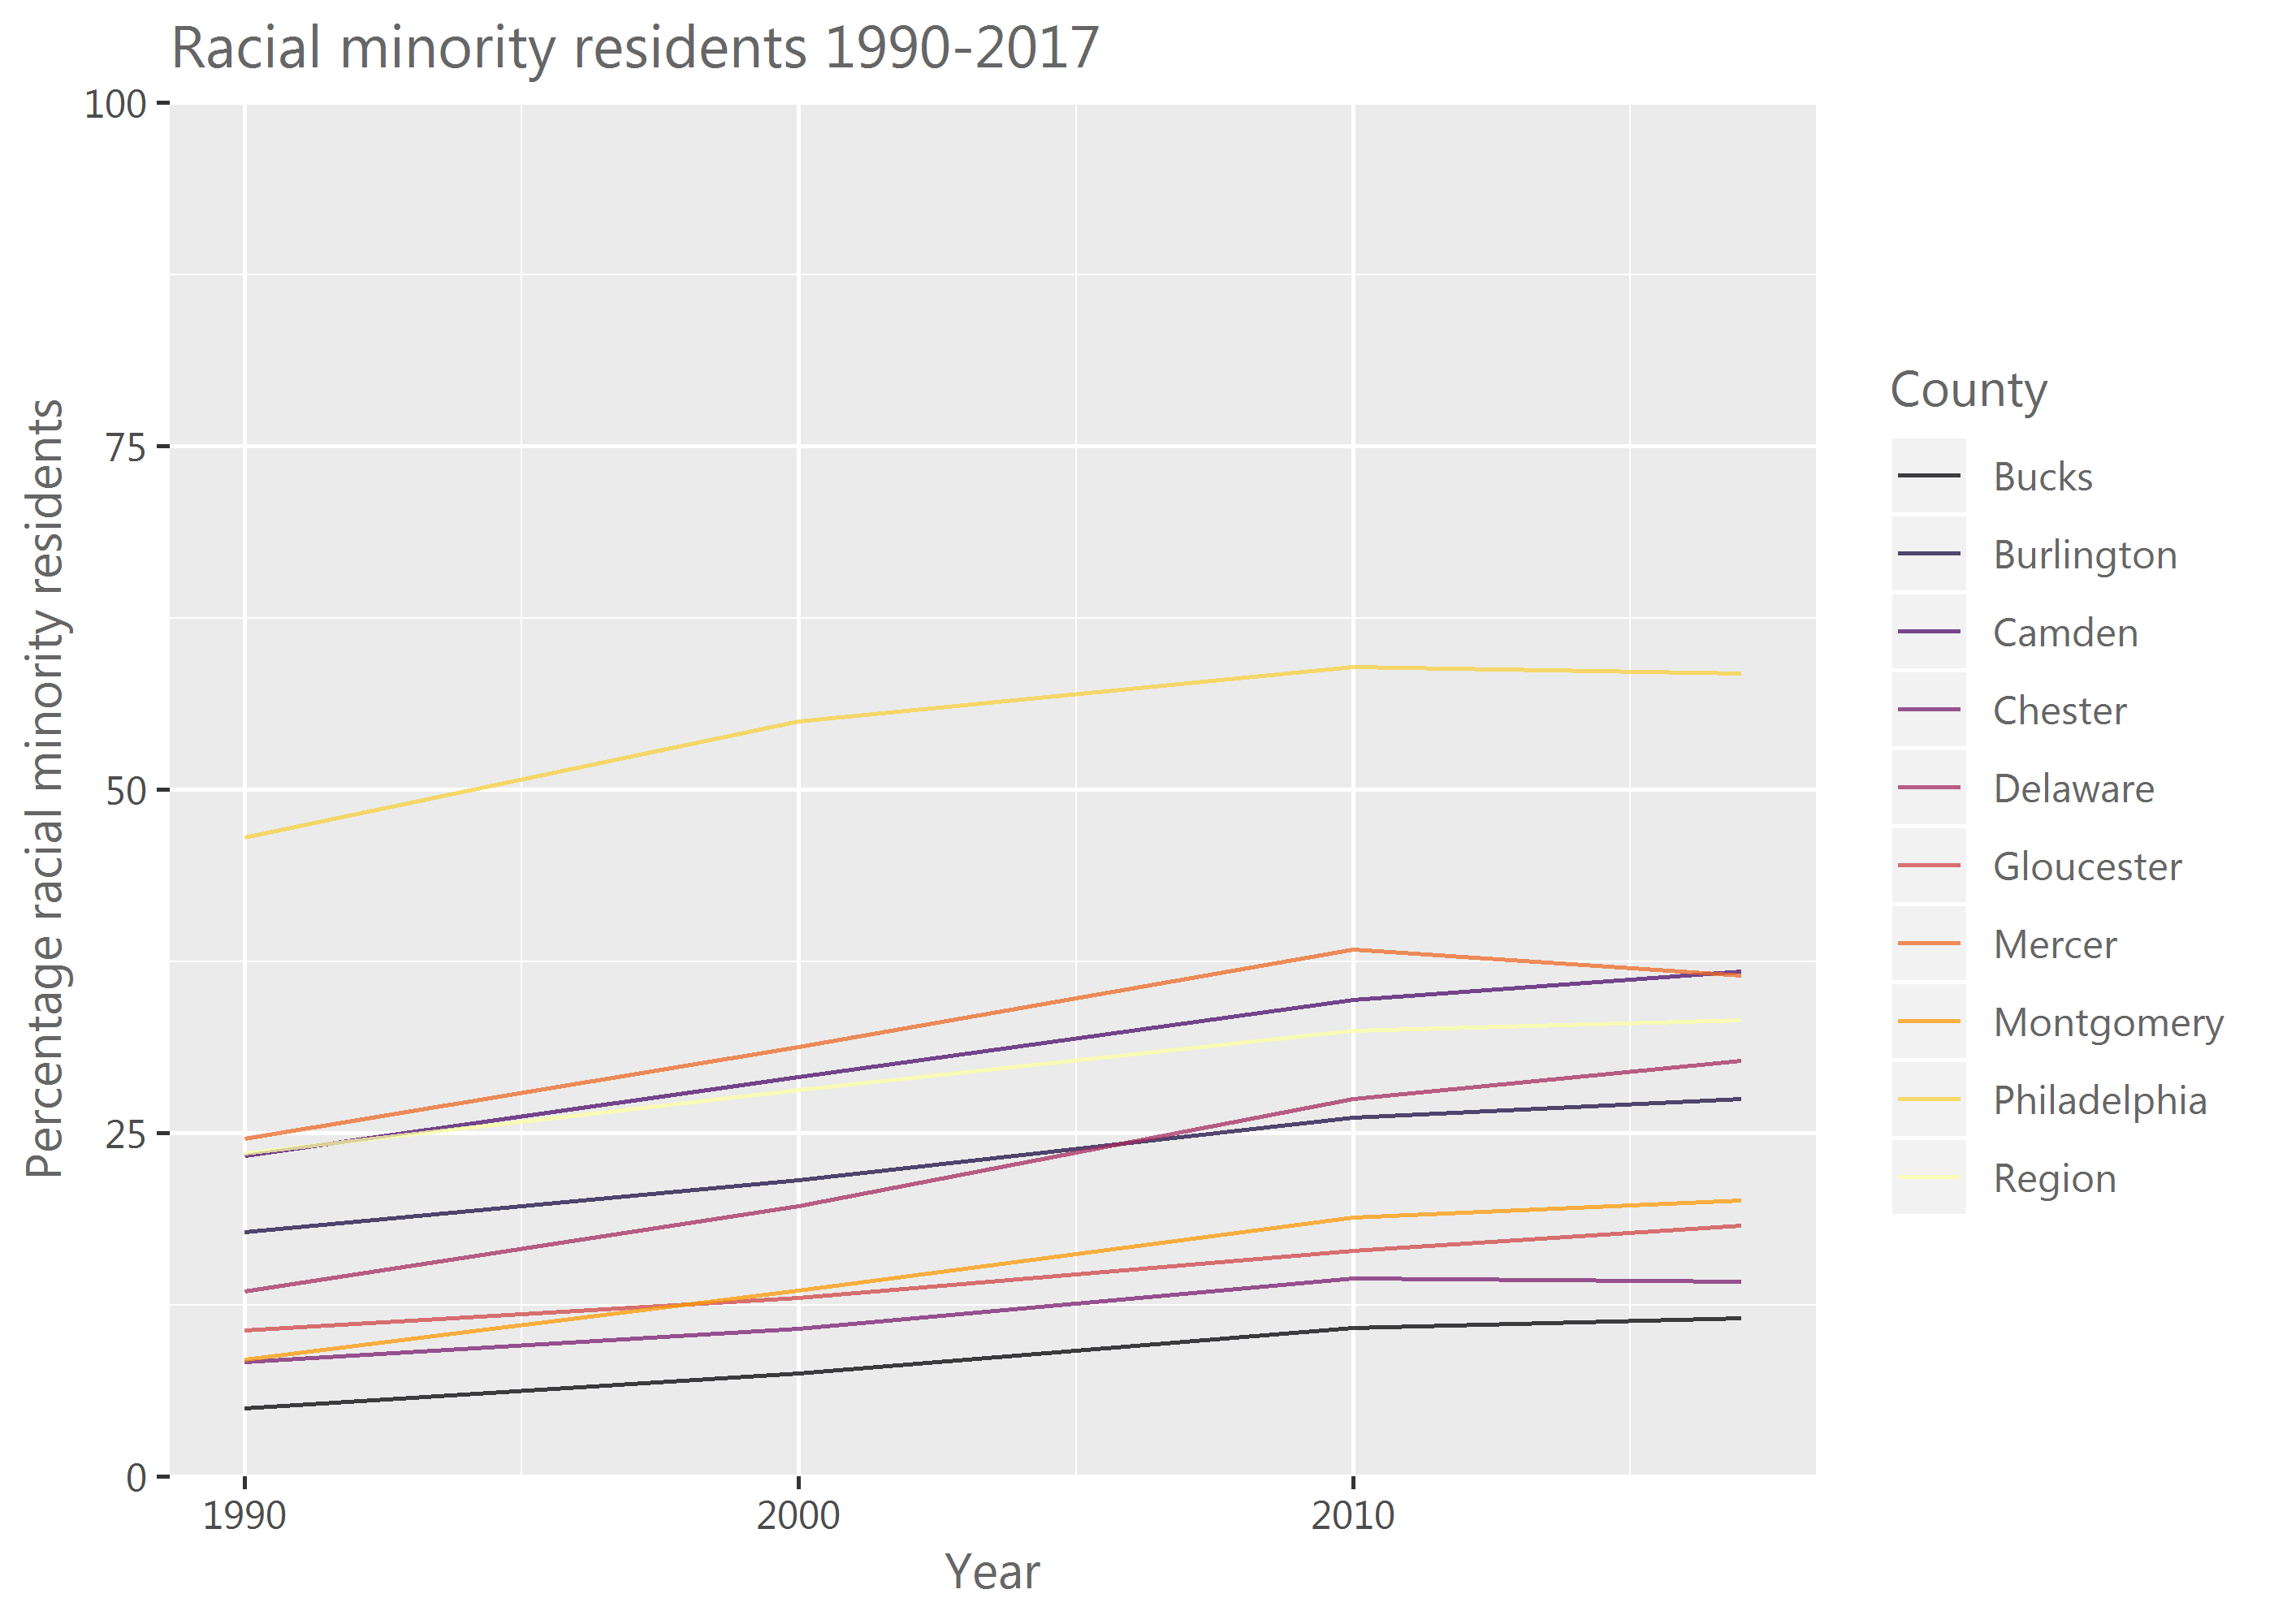 Racial minority residents 1990-2017
Percentage racial minority residents
100
75
50
25
0
1990
2000
2010
Year
County
Bucks
Burlington
Camden
Chester
Delaware
Gloucester
Mercer
Montgomery
Philadelphia
Region